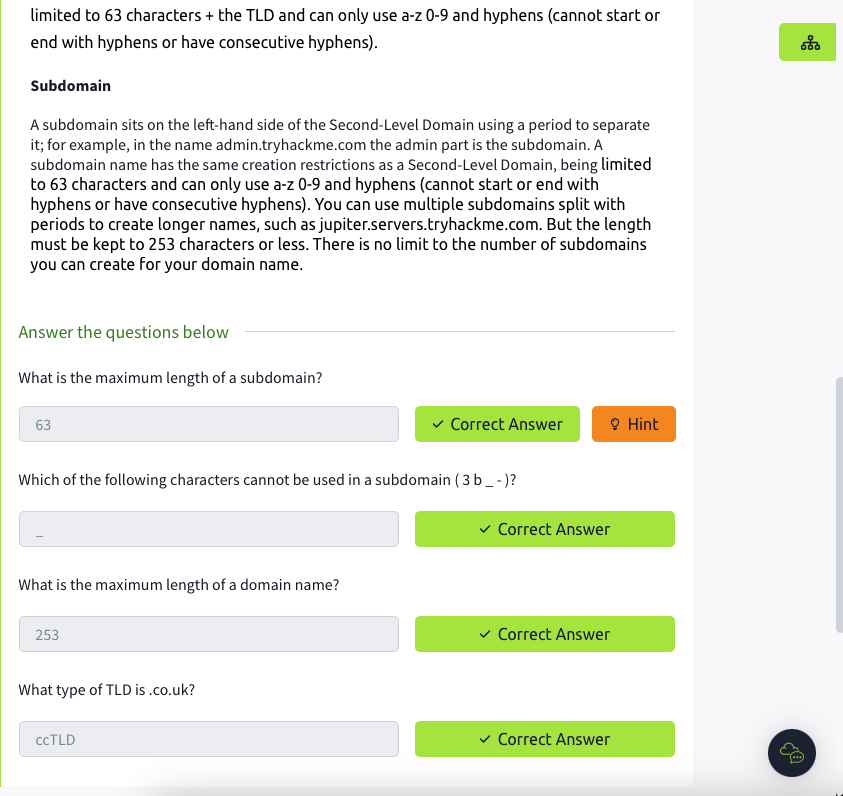 limited to 63 characters + the TLD and can only use a-z 0-9 and hyphens (cannot start or
end with hyphens or have consecutive hyphens).
Subdomain
A subdomain sits on the left-hand side of the Second-Level Domain using a period to separate
it; for example, in the name admin.tryhackme.com the admin part is the subdomain. A
subdomain name has the same creation restrictions as a Second-Level Domain, being limited
to 63 characters and can only use a-z 0-9 and hyphens (cannot start or end with
hyphens or have consecutive hyphens). You can use multiple subdomains split with
periods to create longer names, such as jupiter.servers.tryhackme.com. But the length
must be kept to 253 characters or less. There is no limit to the number of subdomains
you can create for your domain name.
Answer the questions below
What is the maximum length of a subdomain?
63
Correct Answer
Hint
Which of the following characters cannot be used in a subdomain ( 3 b _ - )?
_
Correct Answer
What is the maximum length of a domain name?
253
Correct Answer
What type of TLD is .co.uk?
ccTLD
Correct Answer